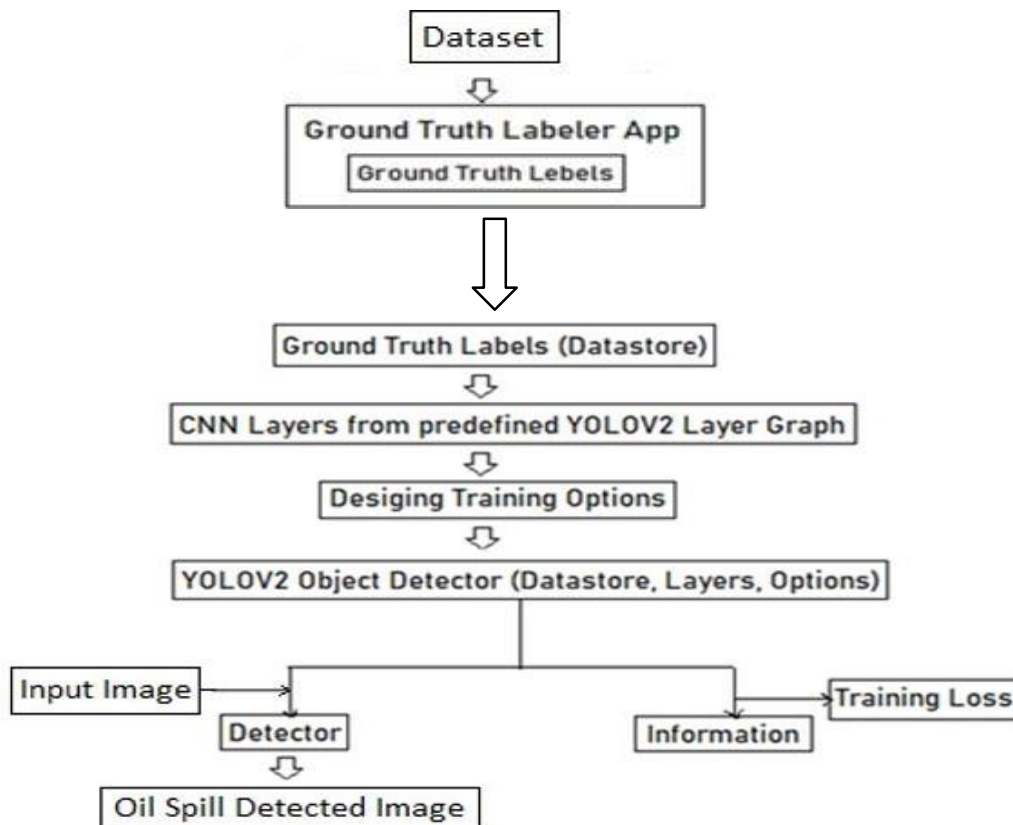 Dataset
Ground Truth Labeler App
Ground Truth Lebels
Ground Truth Labels (Datastore)
CNN Layers from predefined YOLOV2 Layer Graph
Desiging Training Options
YOLOV2 Object Detector (Datastore, Layers, Options)
Input Image
Training Loss
Detector
Information
Oil Spill Detected Image